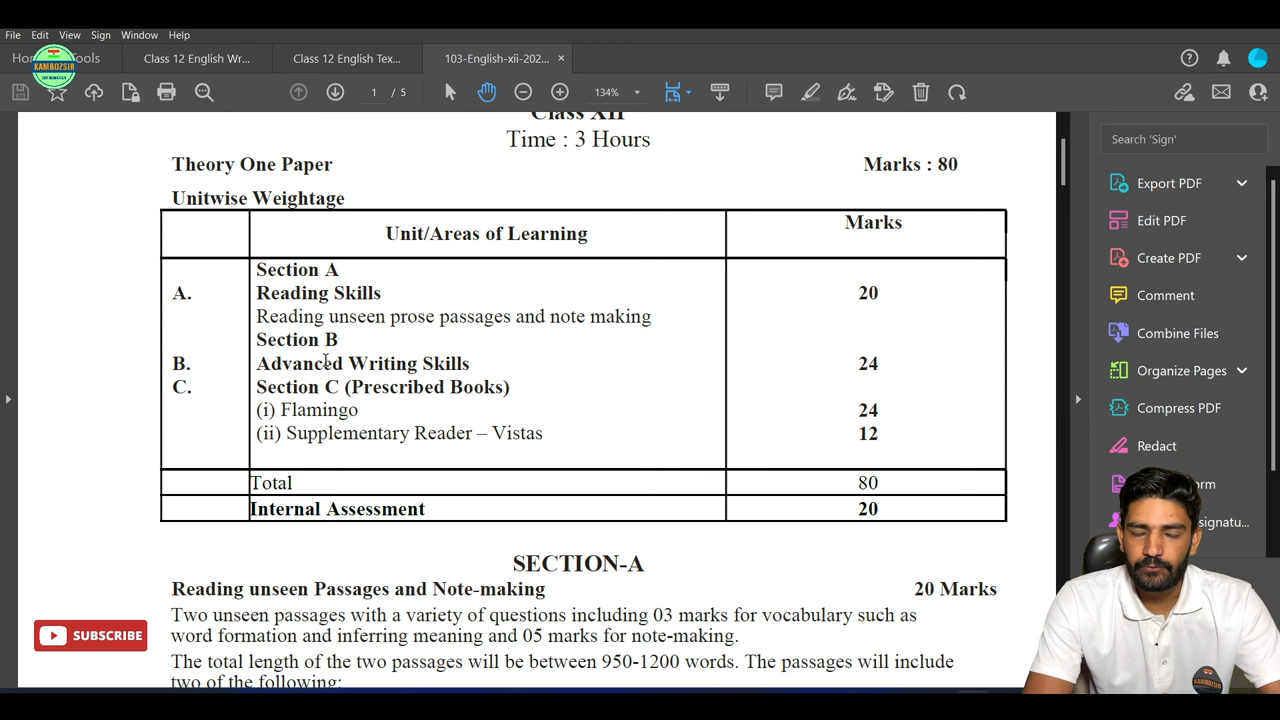 File Edit View Sign Window Help
Tools Class 12 English Wr... Class 12 English Tex... 103-English-xii-202... ×
KAMBOZSIR
1 / 5 134%
Class XII
Time : 3 Hours
Theory One Paper Marks : 80
Unitwise Weightage
Unit/Areas of Learning Marks
Section A
A. Reading Skills 20
Reading unseen prose passages and note making
Section B
B. Advanced Writing Skills 24
C. Section C (Prescribed Books)
(i) Flamingo 24
(ii) Supplementary Reader – Vistas 12
Total 80
Internal Assessment 20
SECTION-A
Reading unseen Passages and Note-making 20 Marks
Two unseen passages with a variety of questions including 03 marks for vocabulary such as
word formation and inferring meaning and 05 marks for note-making.
The total length of the two passages will be between 950-1200 words. The passages will include
two of the following:
Search 'Sign'
Export PDF
Edit PDF
Create PDF
Comment
Combine Files
Organize Pages
Compress PDF
Redact
SUBSCRIBE
KAMBOZSIR